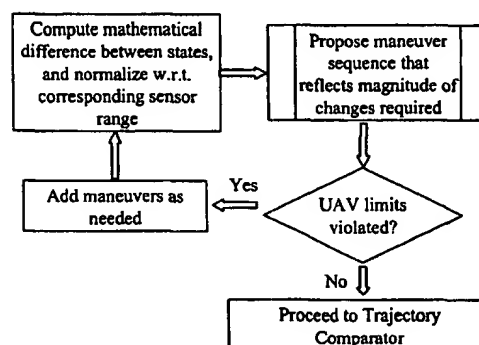 Compute mathematical
difference between states,
and normalize w.r.t.
corresponding sensor
range
Propose maneuver
sequence that
reflects magnitude of
changes required
Add maneuvers as
needed
Yes
UAV limits
violated?
No
Proceed to Trajectory
Comparator